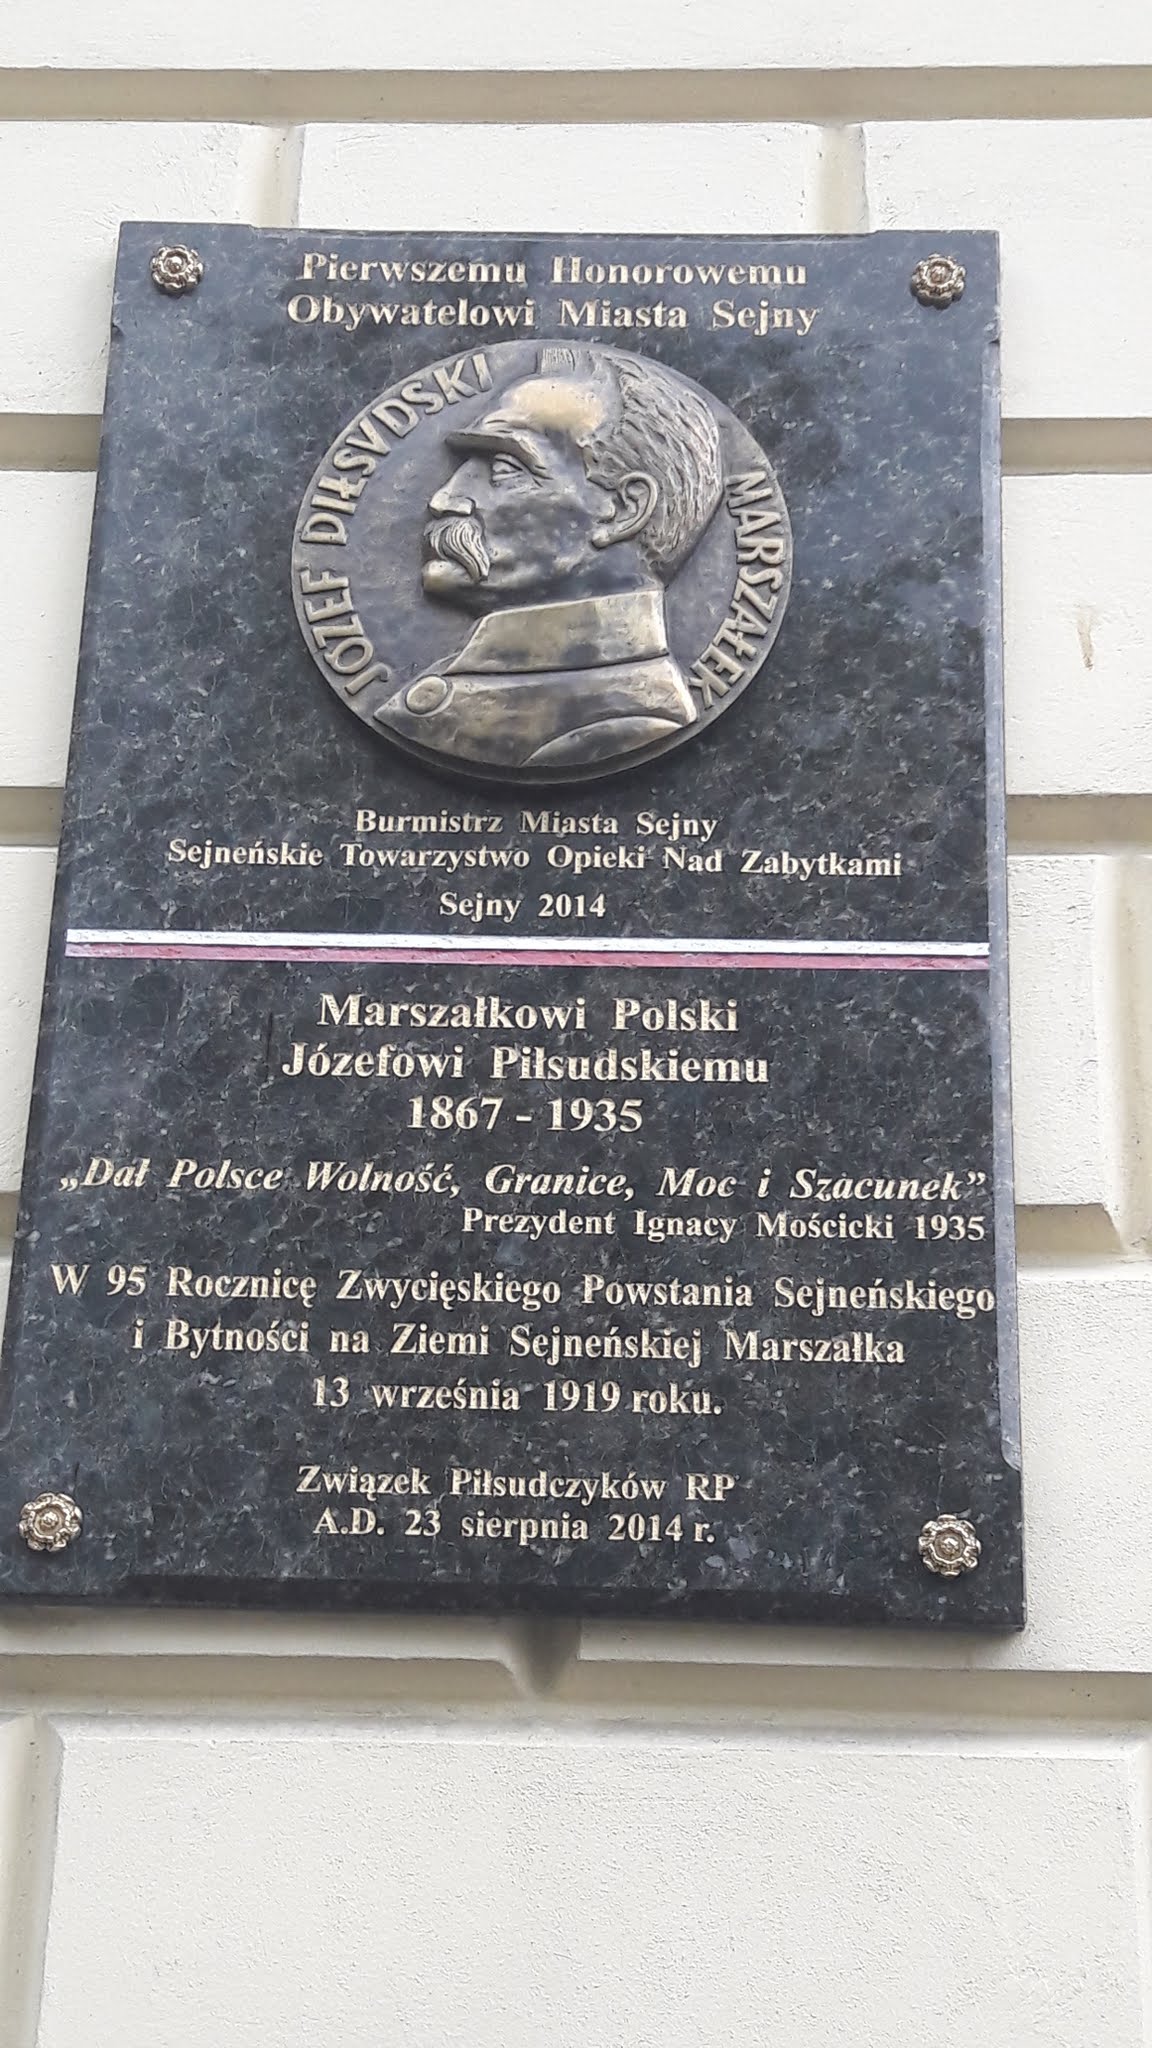 Pierwszemu Honorowemu
Obywatelowi Miasta Sejny
JÓZEF PIŁSVDSKI
MARSZAŁEK
Burmistrz Miasta Sejny
Sejneńskie Towarzystwo Opieki Nad Zabytkami
Sejny 2014
Marszałkowi Polski
Józefowi Piłsudskiemu
1867 - 1935
„Dał Polsce Wolność, Granice, Moc i Szacunek”
Prezydent Ignacy Mościcki 1935
W 95 Rocznicę Zwycięskiego Powstania Sejneńskiego
i Bytności na Ziemi Sejneńskiej Marszałka
13 września 1919 roku.
Związek Piłsudczyków RP
A.D. 23 sierpnia 2014 r.